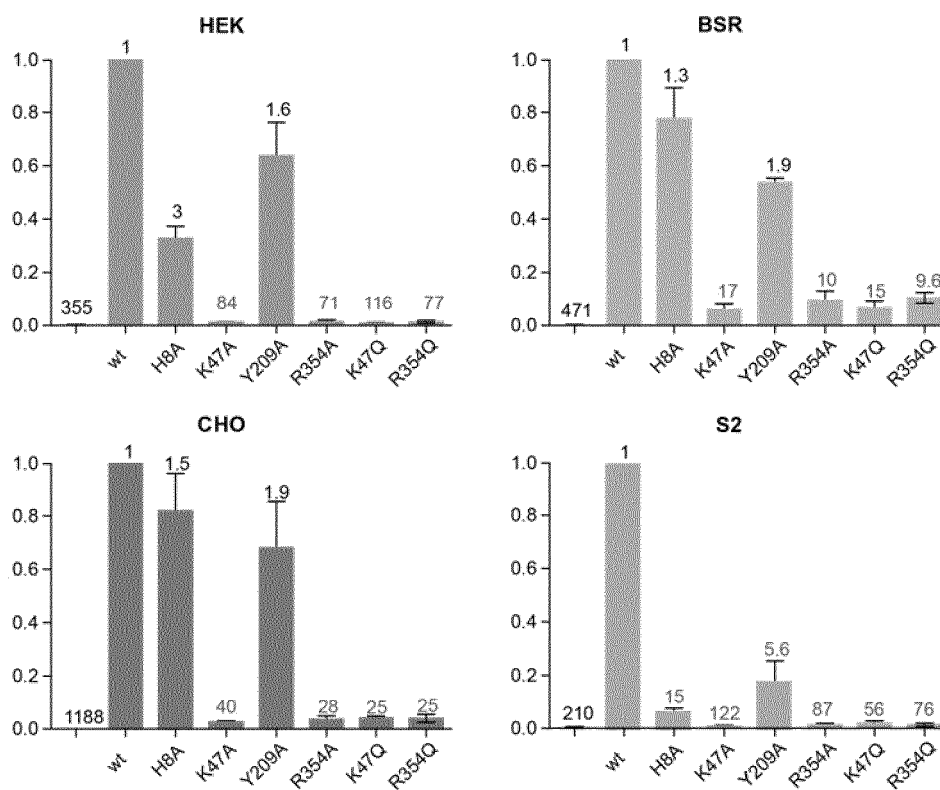 HEK
1
1.0
0.8
0.6
0.4
0.2
0.0
3
1.6
355
84
71
116
77
wt
H8A
K47A
Y209A
R354A
K47Q
R354Q
BSR
1
1.0
0.8
0.6
0.4
0.2
0.0
1.3
1.9
471
17
10
15
9.6
wt
H8A
K47A
Y209A
R354A
K47Q
R354Q
CHO
1
1.0
0.8
0.6
0.4
0.2
0.0
1.5
1.9
1188
40
28
25
25
wt
H8A
K47A
Y209A
R354A
K47Q
R354Q
S2
1
1.0
0.8
0.6
0.4
0.2
0.0
5.6
210
15
122
87
56
76
wt
H8A
K47A
Y209A
R354A
K47Q
R354Q